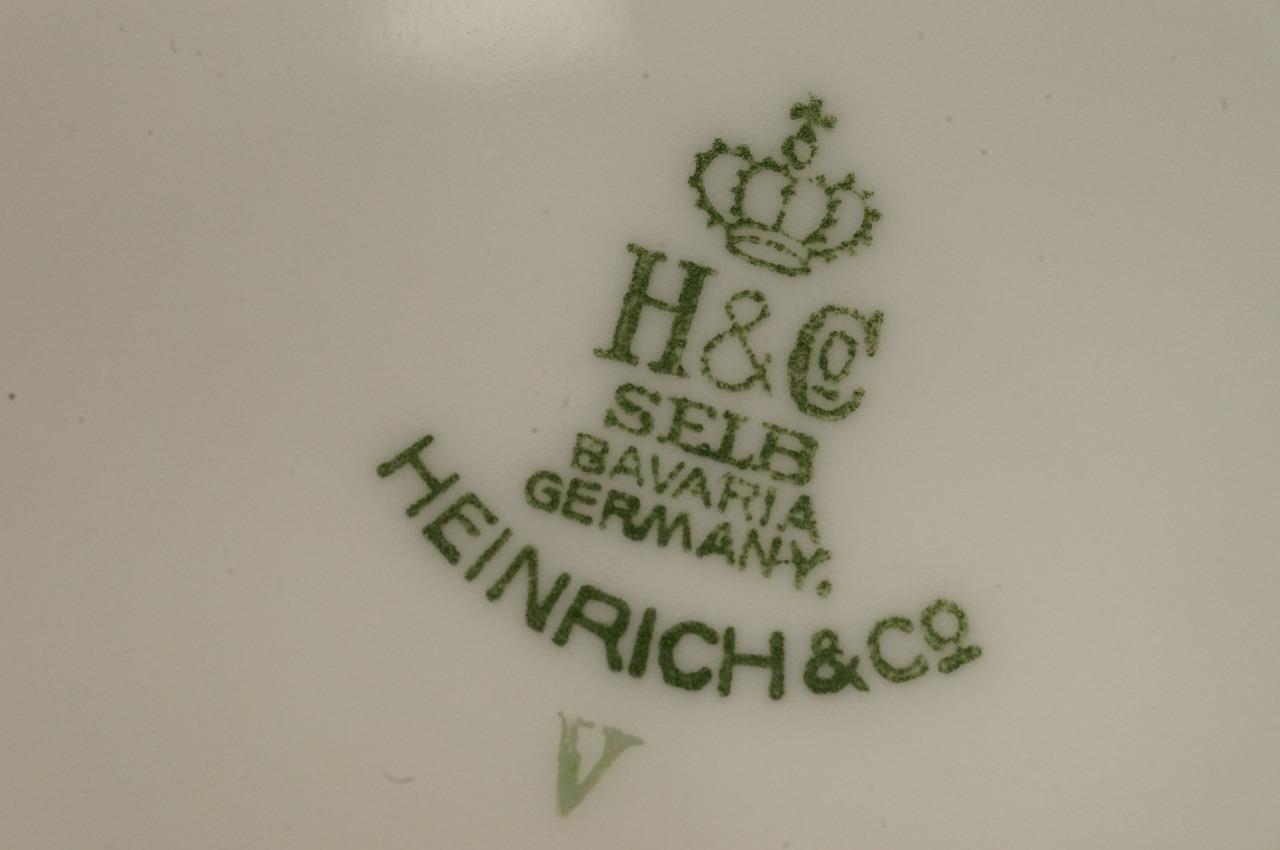 H&Cº
SELB
BAVARIA
GERMANY.
HEINRICH & Cº
V